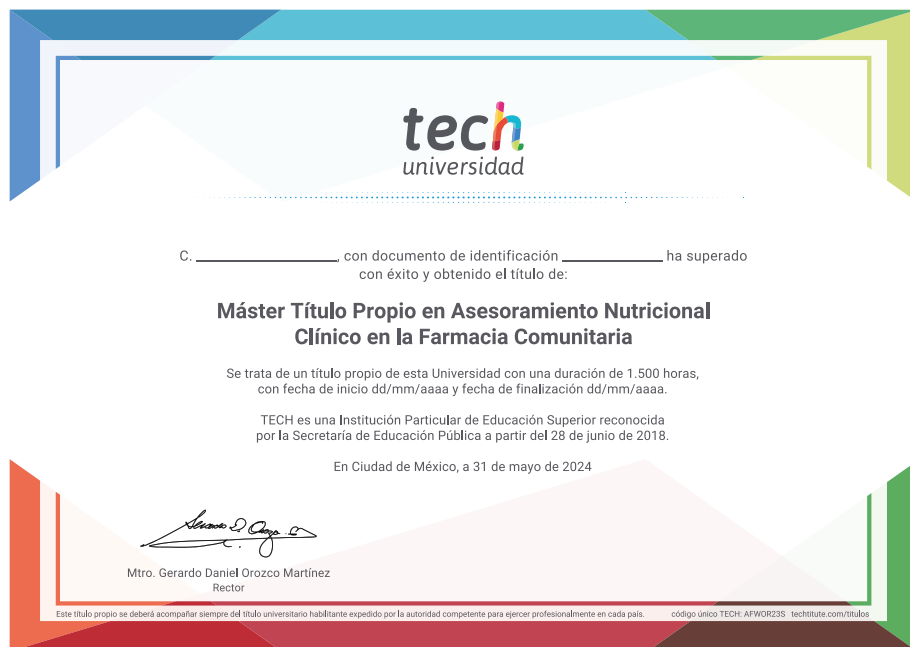 tech
universidad
C. ____________________, con documento de identificación ______________ ha superado
con éxito y obtenido el título de:
Máster Título Propio en Asesoramiento Nutricional
Clínico en la Farmacia Comunitaria
Se trata de un título propio de esta Universidad con una duración de 1.500 horas,
con fecha de inicio dd/mm/aaaa y fecha de finalización dd/mm/aaaa.
TECH es una Institución Particular de Educación Superior reconocida
por la Secretaría de Educación Pública a partir del 28 de junio de 2018.
En Ciudad de México, a 31 de mayo de 2024
Mtro. Gerardo Daniel Orozco Martínez
Rector
Este título propio se deberá acompañar siempre del título universitario habilitante expedido por la autoridad competente para ejercer profesionalmente en cada país. código único TECH: AFWOR23S techtitute.com/titulos